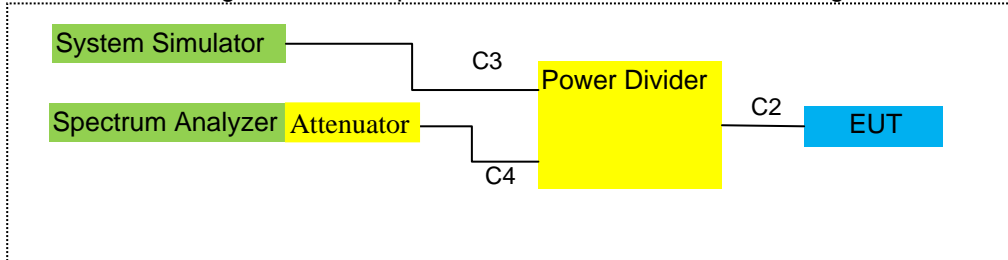 System Simulator
C3
Power Divider
Spectrum Analyzer
Attenuator
C2
EUT
C4